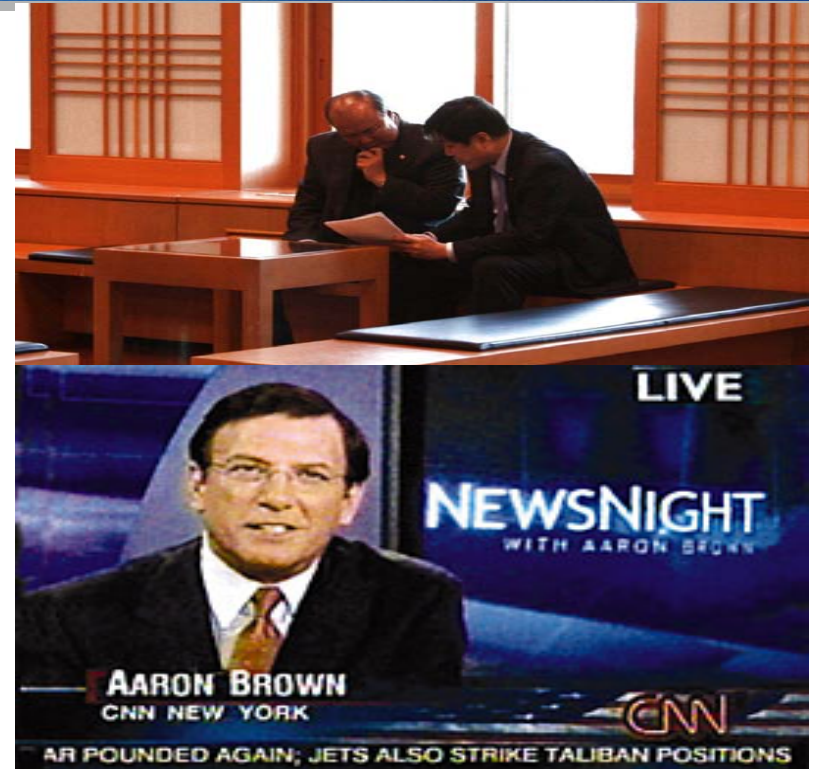 LIVE
NEWSNIGHT
WITH AARON BROWN
AARON BROWN
CNN NEW YORK
CNN
AR POUNDED AGAIN; JETS ALSO STRIKE TALIBAN POSITIONS